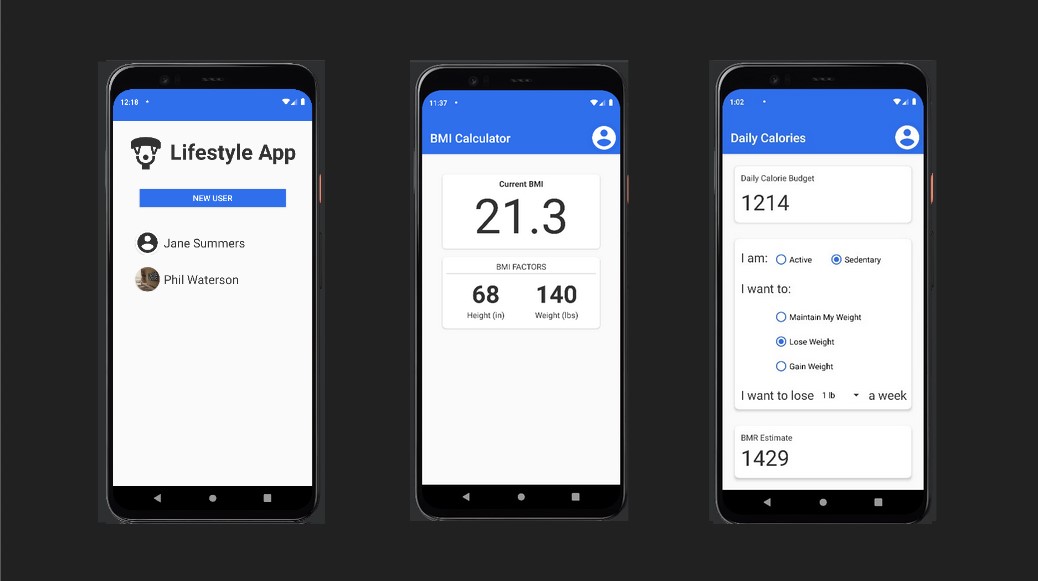 12:18
Lifestyle App
NEW USER
Jane Summers
Phil Waterson
11:37
BMI Calculator
Current BMI
21.3
BMI FACTORS
68 140
Height (in) Weight (lbs)
1:02
Daily Calories
Daily Calorie Budget
1214
I am: Active Sedentary
I want to:
Maintain My Weight
Lose Weight
Gain Weight
I want to lose 1 lb a week
BMR Estimate
1429